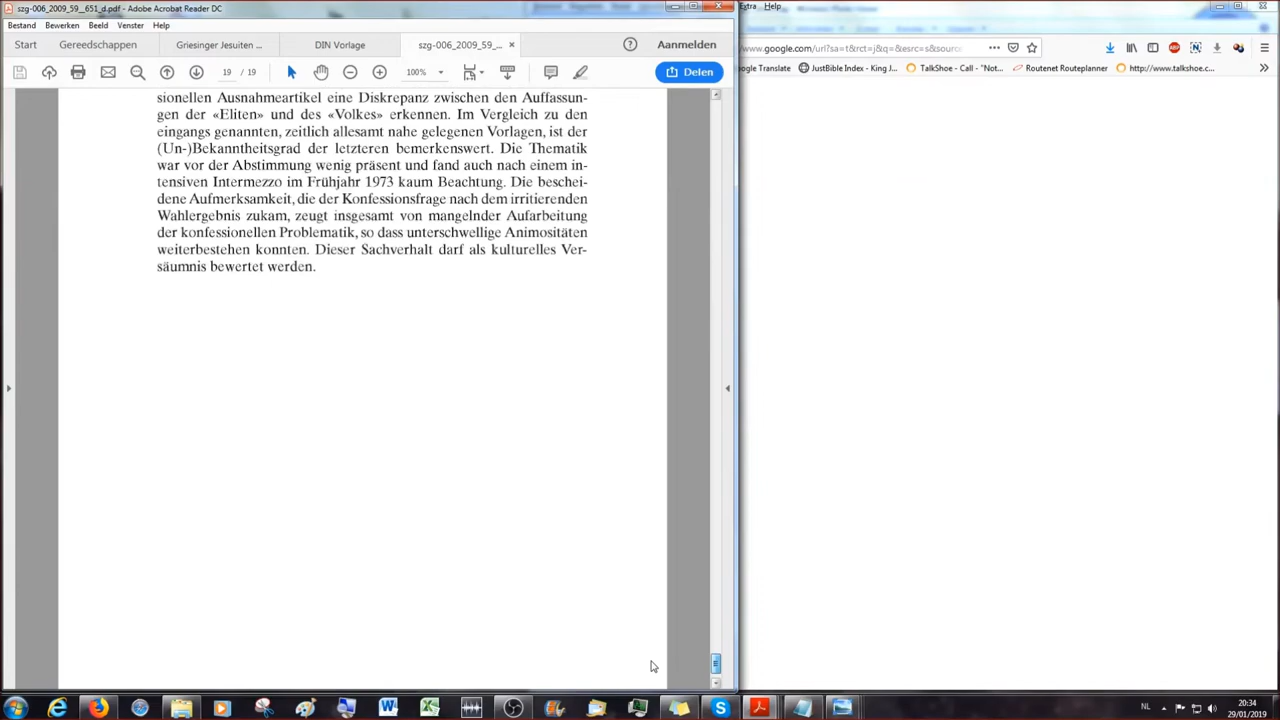 szg-006_2009_59__651_d.pdf - Adobe Acrobat Reader DC
Extra Help
Bestand Bewerken Beeld Venster Help
Start Gereedschappen Griesinger Jesuiten ... DIN Vorlage szg-006_2009_59_... × Aanmelden
www.google.com/url?sa=t&rct=j&q=&esrc=s&sourc
19 / 19 100% Delen
ogle Translate JustBible Index - King J... TalkShoe - Call - "Not... Routenet Routeplanner http://www.talkshoe.c...
sionellen Ausnahmeartikel eine Diskrepanz zwischen den Auffassun-
gen der «Eliten» und des «Volkes» erkennen. Im Vergleich zu den
eingangs genannten, zeitlich allesamt nahe gelegenen Vorlagen, ist der
(Un-)Bekanntheitsgrad der letzteren bemerkenswert. Die Thematik
war vor der Abstimmung wenig präsent und fand auch nach einem in-
tensiven Intermezzo im Frühjahr 1973 kaum Beachtung. Die beschei-
dene Aufmerksamkeit, die der Konfessionsfrage nach dem irritierenden
Wahlergebnis zukam, zeugt insgesamt von mangelnder Aufarbeitung
der konfessionellen Problematik, so dass unterschwellige Animositäten
weiterbestehen konnten. Dieser Sachverhalt darf als kulturelles Ver-
säumnis bewertet werden.
NL 20:34
29/01/2019